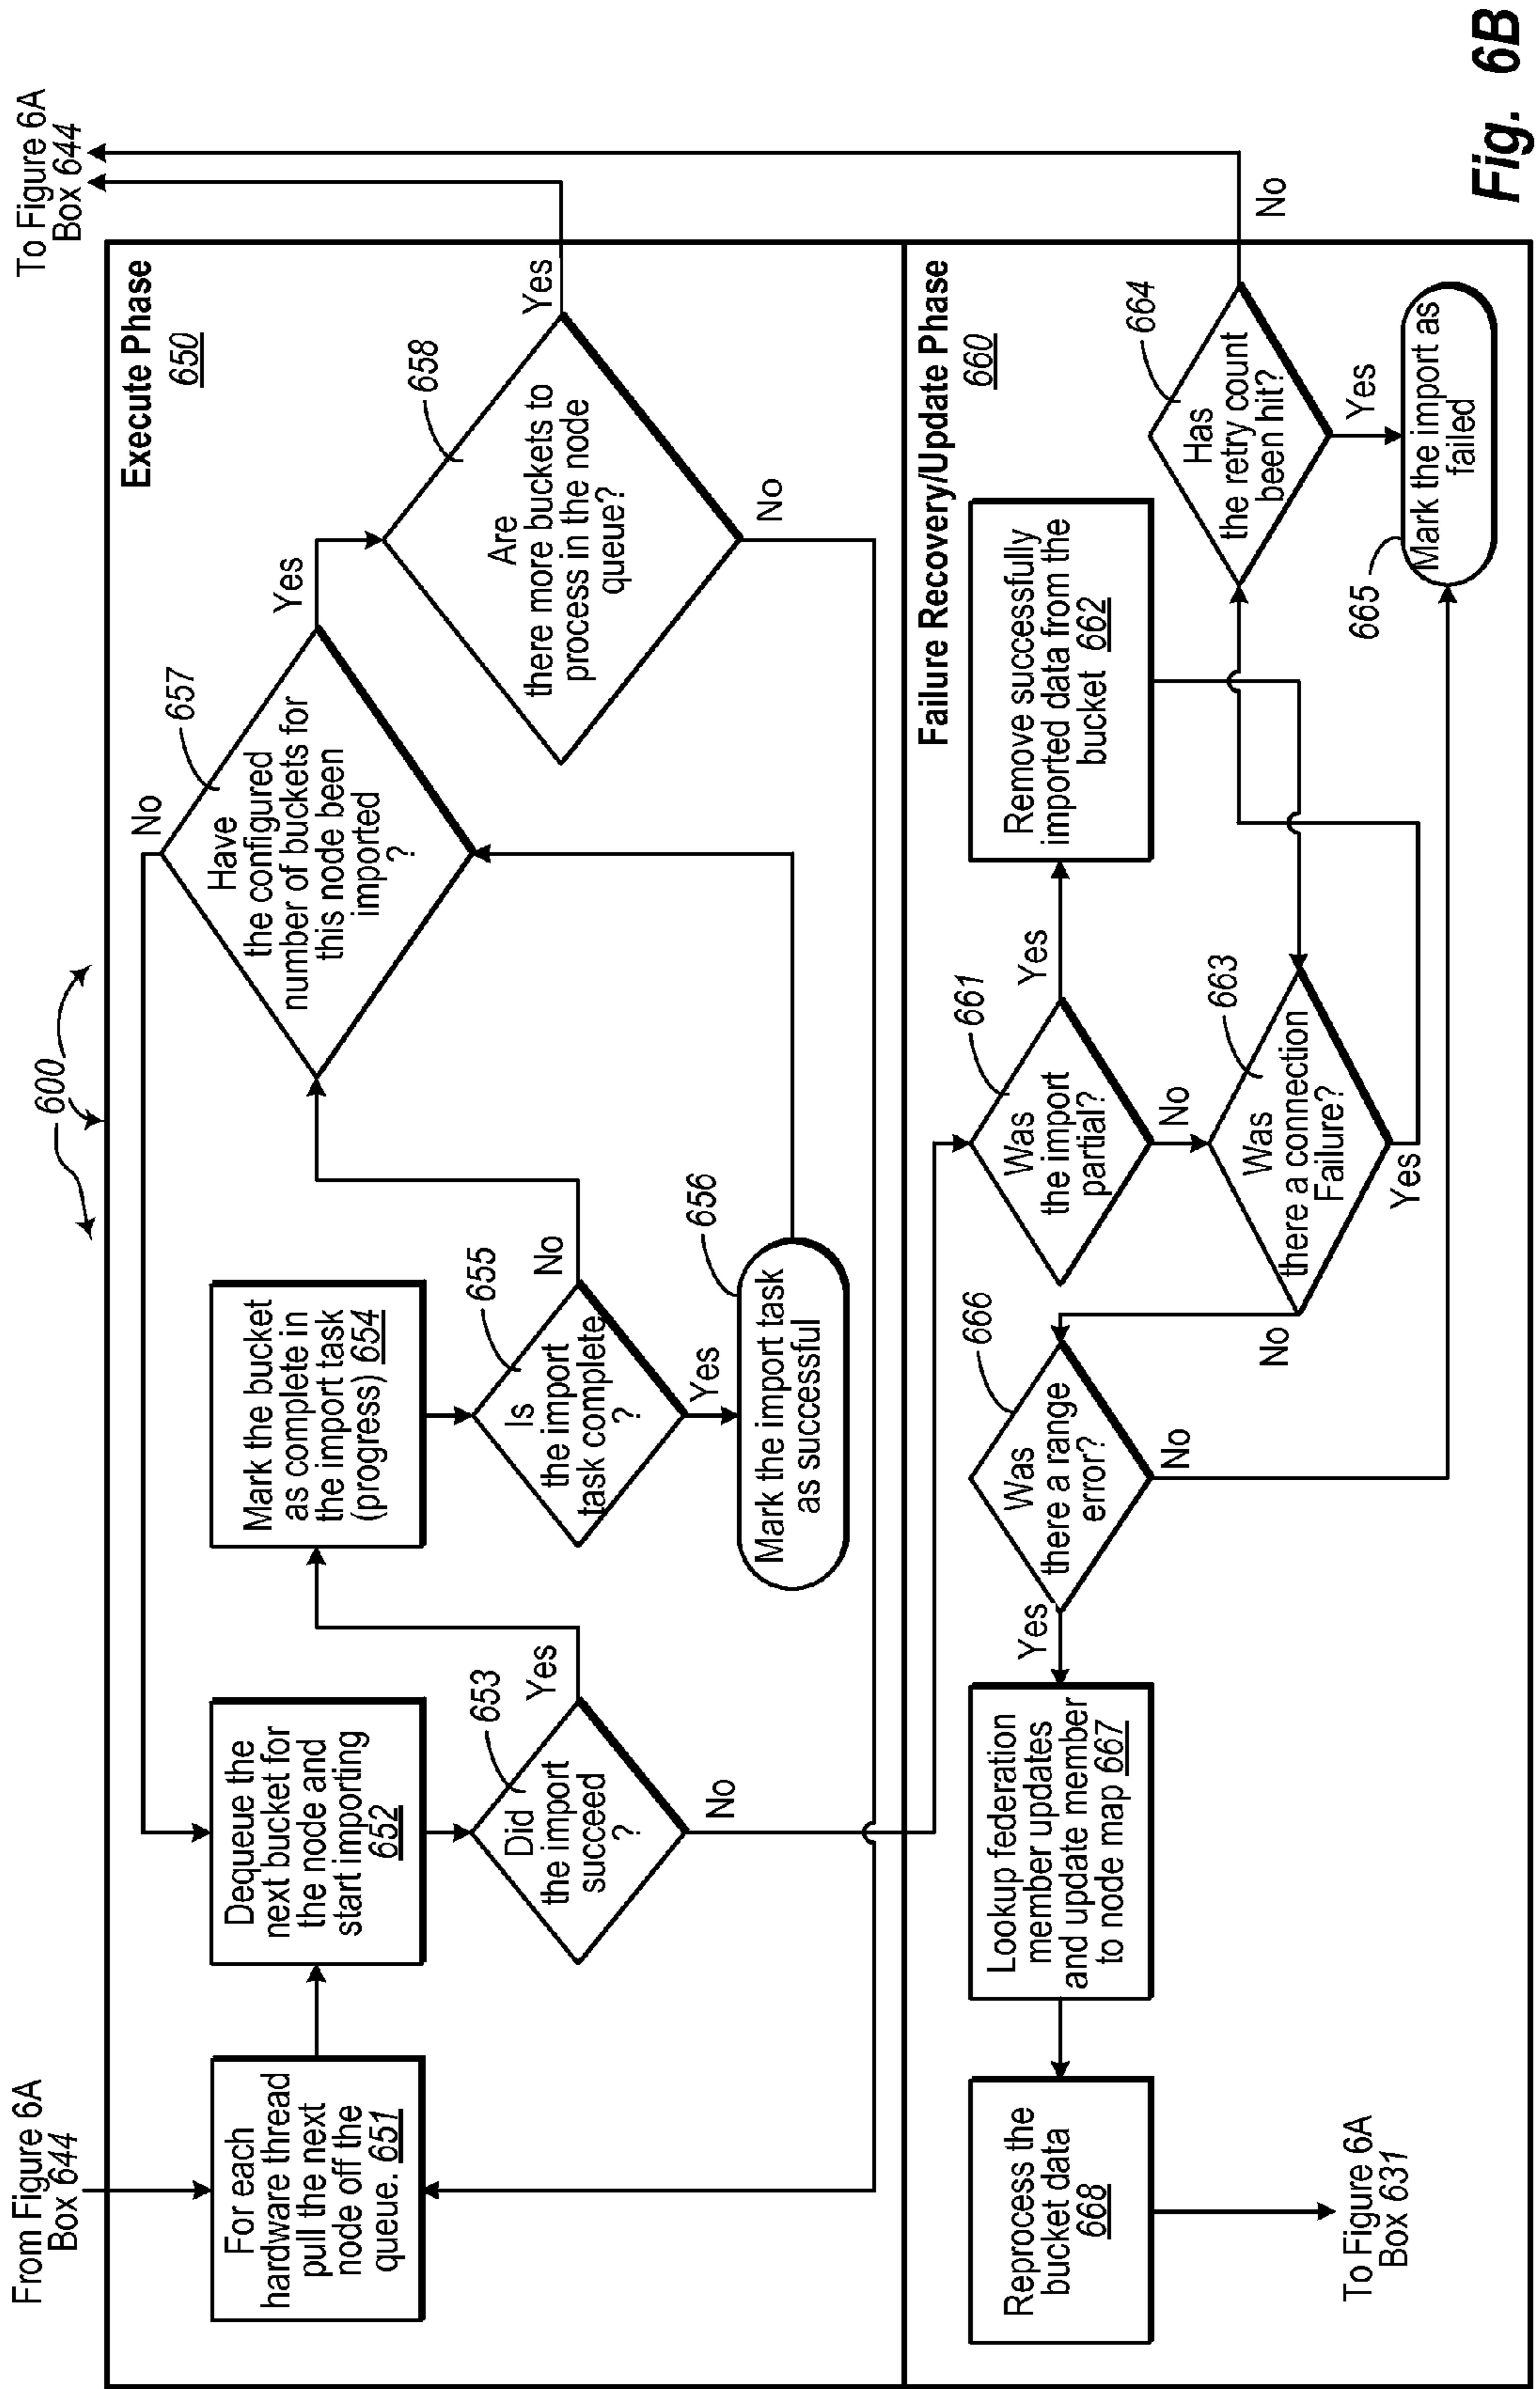 From Figure 6A
Box 644
To Figure 6A
Box 644
600
Execute Phase
650
For each
hardware thread
pull the next
node off the
queue. 651
Dequeue the
next bucket for
the node and
start importing
652
653
Did
the import
succeed
?
Yes
No
Mark the bucket
as complete in
the import task
(progress) 654
655
Is
the import
task complete
?
No
Yes
656
Mark the import task
as successful
657
Have
the configured
number of buckets for
this node been
imported
?
No
Yes
658
Are
there more buckets to
process in the node
queue?
Yes
No
Failure Recovery/Update Phase
660
661
Was
the import
partial?
Yes
No
Remove successfully
imported data from the
bucket 662
663
Was
there a connection
Failure?
Yes
No
664
Has
the retry count
been hit?
No
Yes
665
Mark the import as
failed
666
Was
there a range
error?
Yes
No
Lookup federation
member updates
and update member
to node map 667
Reprocess the
bucket data
668
To Figure 6A
Box 631
Fig. 6B